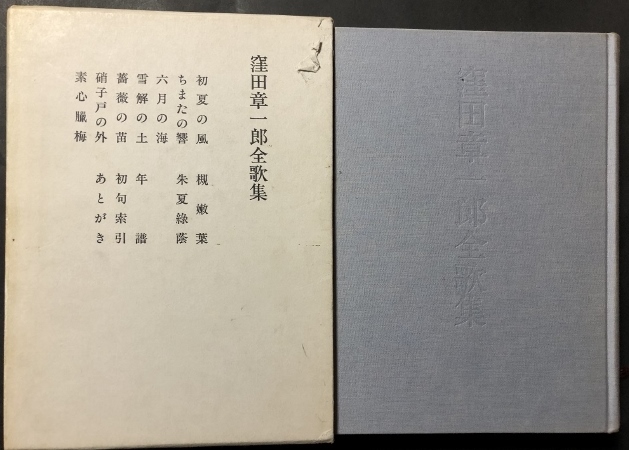 窪田章一郎全歌集
初夏の風 槻嫩葉
ちまたの響 朱夏緑蔭
六月の海
雪解の土 年譜
薔薇の苗 初句索引
硝子戸の外 あとがき
素心臘梅
窪田章一郎全歌集